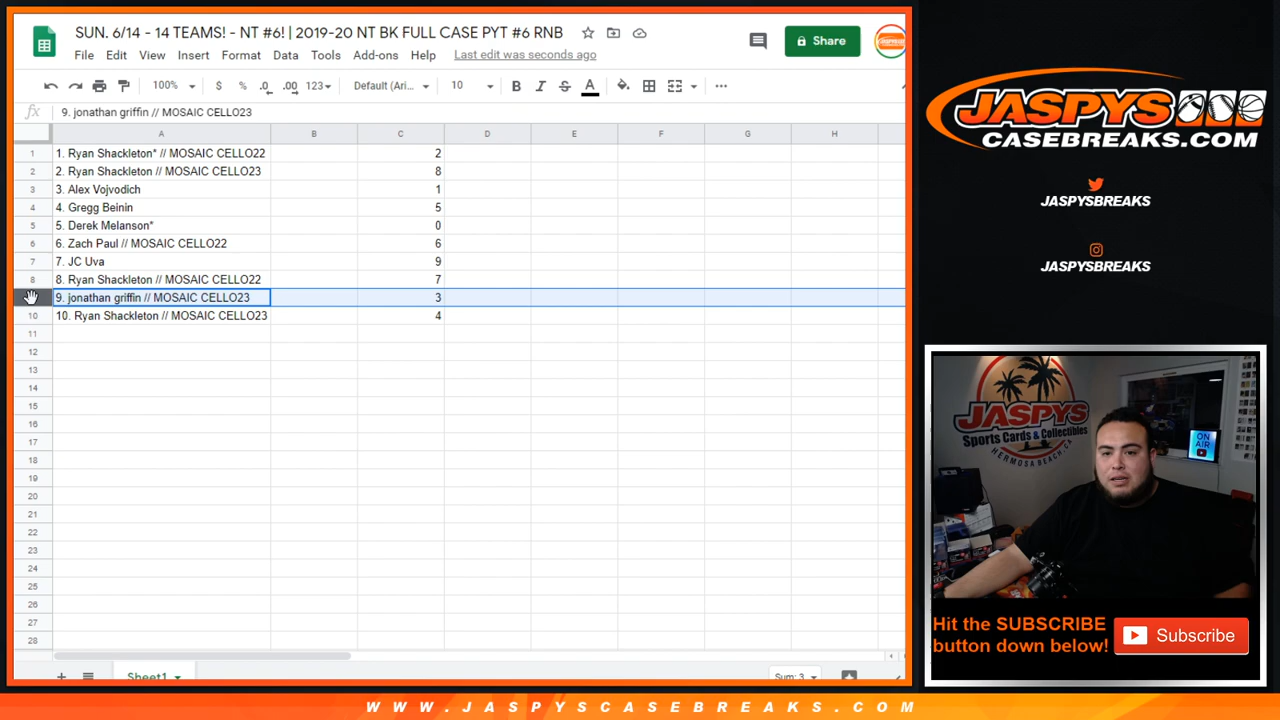 SUN. 6/14 - 14 TEAMS! - NT #6! | 2019-20 NT BK FULL CASE PYT #6 RNB
File Edit View Insert Format Data Tools Add-ons Help Last edit was seconds ago
Share
100% $ % .0 .00 123 Default (Ari... 10 B I S A
fx 9. jonathan griffin // MOSAIC CELLO23
A B C D E F G H
1 1. Ryan Shackleton* // MOSAIC CELLO22 2
2 2. Ryan Shackleton // MOSAIC CELLO23 8
3 3. Alex Vojvodich 1
4 4. Gregg Beinin 5
5 5. Derek Melanson* 0
6 6. Zach Paul // MOSAIC CELLO22 6
7 7. JC Uva 9
8 8. Ryan Shackleton // MOSAIC CELLO22 7
9. jonathan griffin // MOSAIC CELLO23 3
10 10. Ryan Shackleton // MOSAIC CELLO23 4
11
12
13
14
15
16
17
18
19
20
21
22
23
24
25
26
27
28
Sheet1
Sum: 3
JASPYS
CASEBREAKS.COM
JASPYSBREAKS
JASPYSBREAKS
JASPYS
Sports Cards & Collectibles
HERMOSA BEACH, CA
ON
AIR
Hit the SUBSCRIBE
button down below!
Subscribe
WWW.JASPYSCASEBREAKS.COM